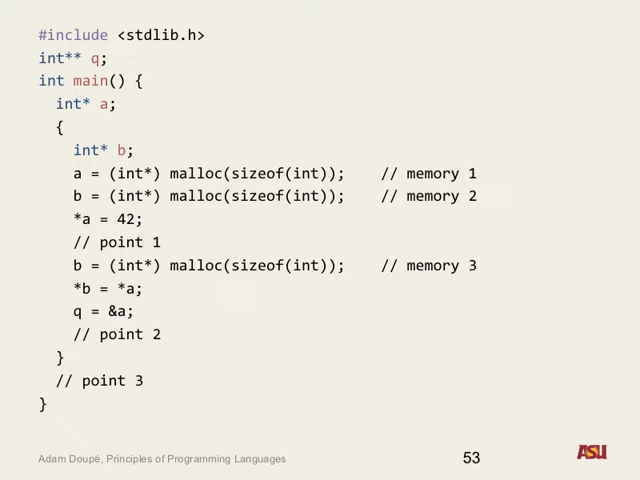 #include <stdlib.h>
int** q;
int main() {
int* a;
{
int* b;
a = (int*) malloc(sizeof(int)); // memory 1
b = (int*) malloc(sizeof(int)); // memory 2
*a = 42;
// point 1
b = (int*) malloc(sizeof(int)); // memory 3
*b = *a;
q = &a;
// point 2
}
// point 3
}
Adam Doupé, Principles of Programming Languages 53 ASU